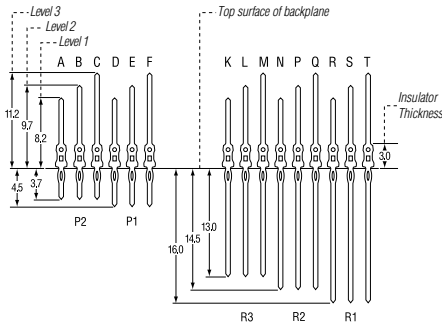 Level 3
Top surface of backplane
Level 2
Level 1
A B C D E F
K L M N P Q R S T
Insulator
Thickness
11.2
9.7
8.2
3.0
4.5
3.7
P2 P1
13.0
14.5
16.0
R3 R2 R1